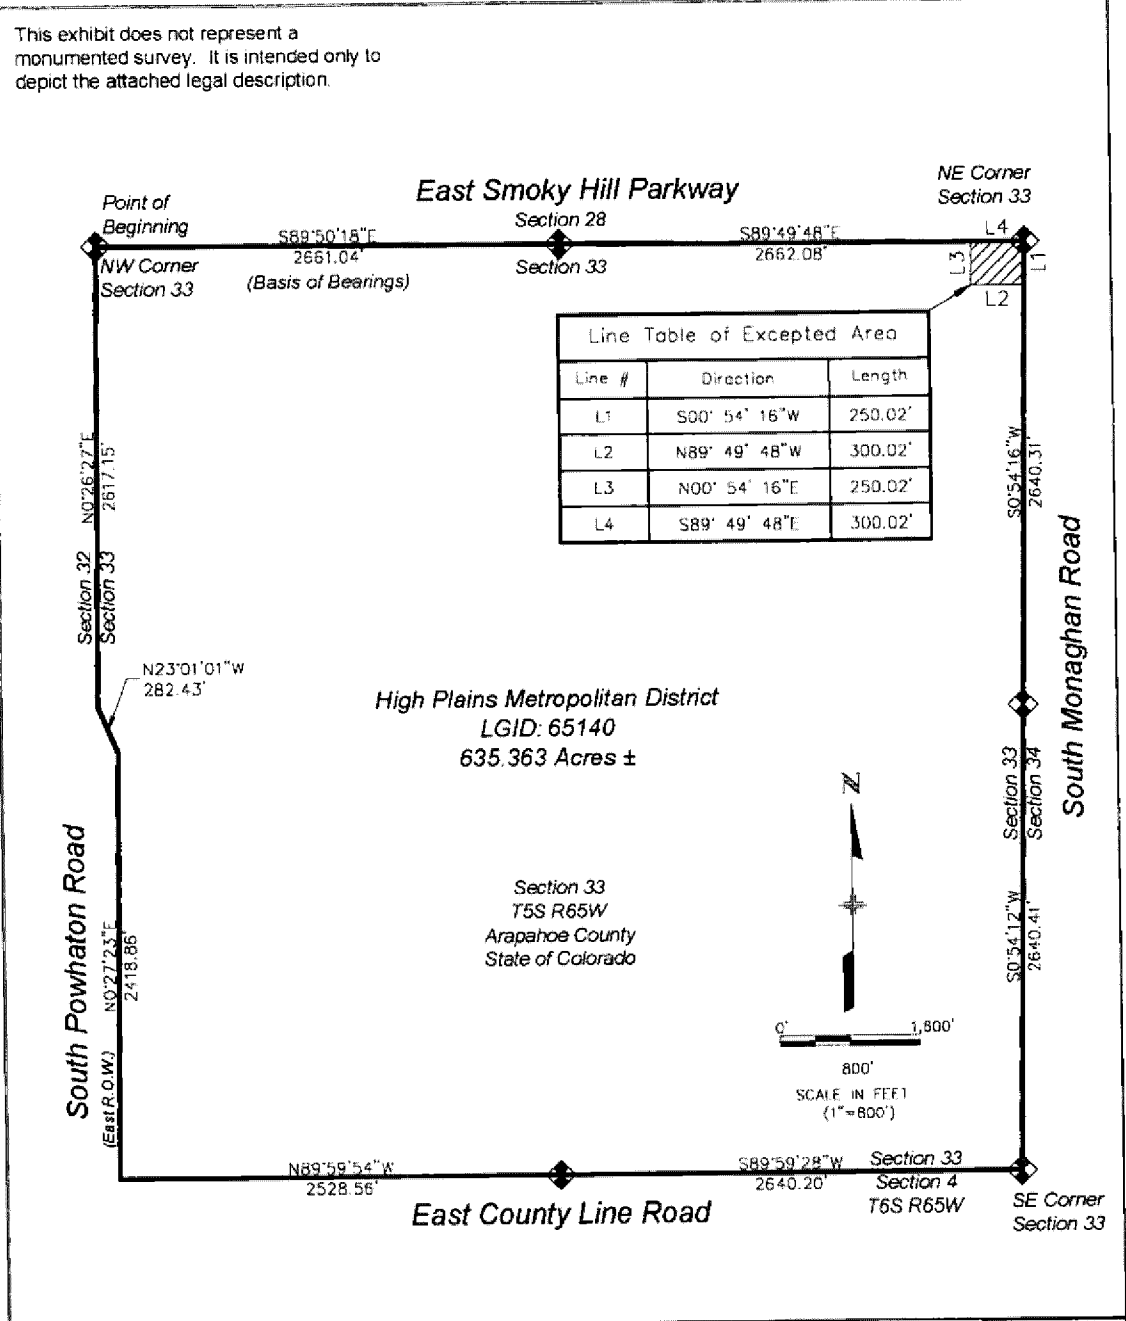 This exhibit does not represent a
monumented survey. It is intended only to
depict the attached legal description.
East Smoky Hill Parkway
NE Corner
Section 33
Point of
Beginning
Section 28
S89°50'18"E
S89°49'48"E
L4
2661.04'
2662.08'
NW Corner
Section 33
(Basis of Bearings)
Section 33
L3
L1
L2
Line Table of Excepted Area
Line # Direction Length
L1 S00° 54' 16"W 250.02'
L2 N89° 49' 48"W 300.02'
L3 N00° 54' 16"E 250.02'
L4 S89° 49' 48"E 300.02'
N0°26'27"E
2617.15'
S0°54'16"W
2640.31'
Section 32
Section 33
South Monaghan Road
N23°01'01"W
282.43'
High Plains Metropolitan District
LGID: 65140
635.363 Acres ±
Section 33
Section 34
N
South Powhaton Road
Section 33
T5S R65W
Arapahoe County
State of Colorado
N0°27'23"E
2418.86'
S0°54'12"W
2640.41'
(East R.O.W.)
0' 1,600'
800'
SCALE IN FEET
(1"=800')
N89°59'54"W
2528.56'
S89°59'28"W
2640.20'
Section 33
Section 4
T6S R65W
East County Line Road
SE Corner
Section 33